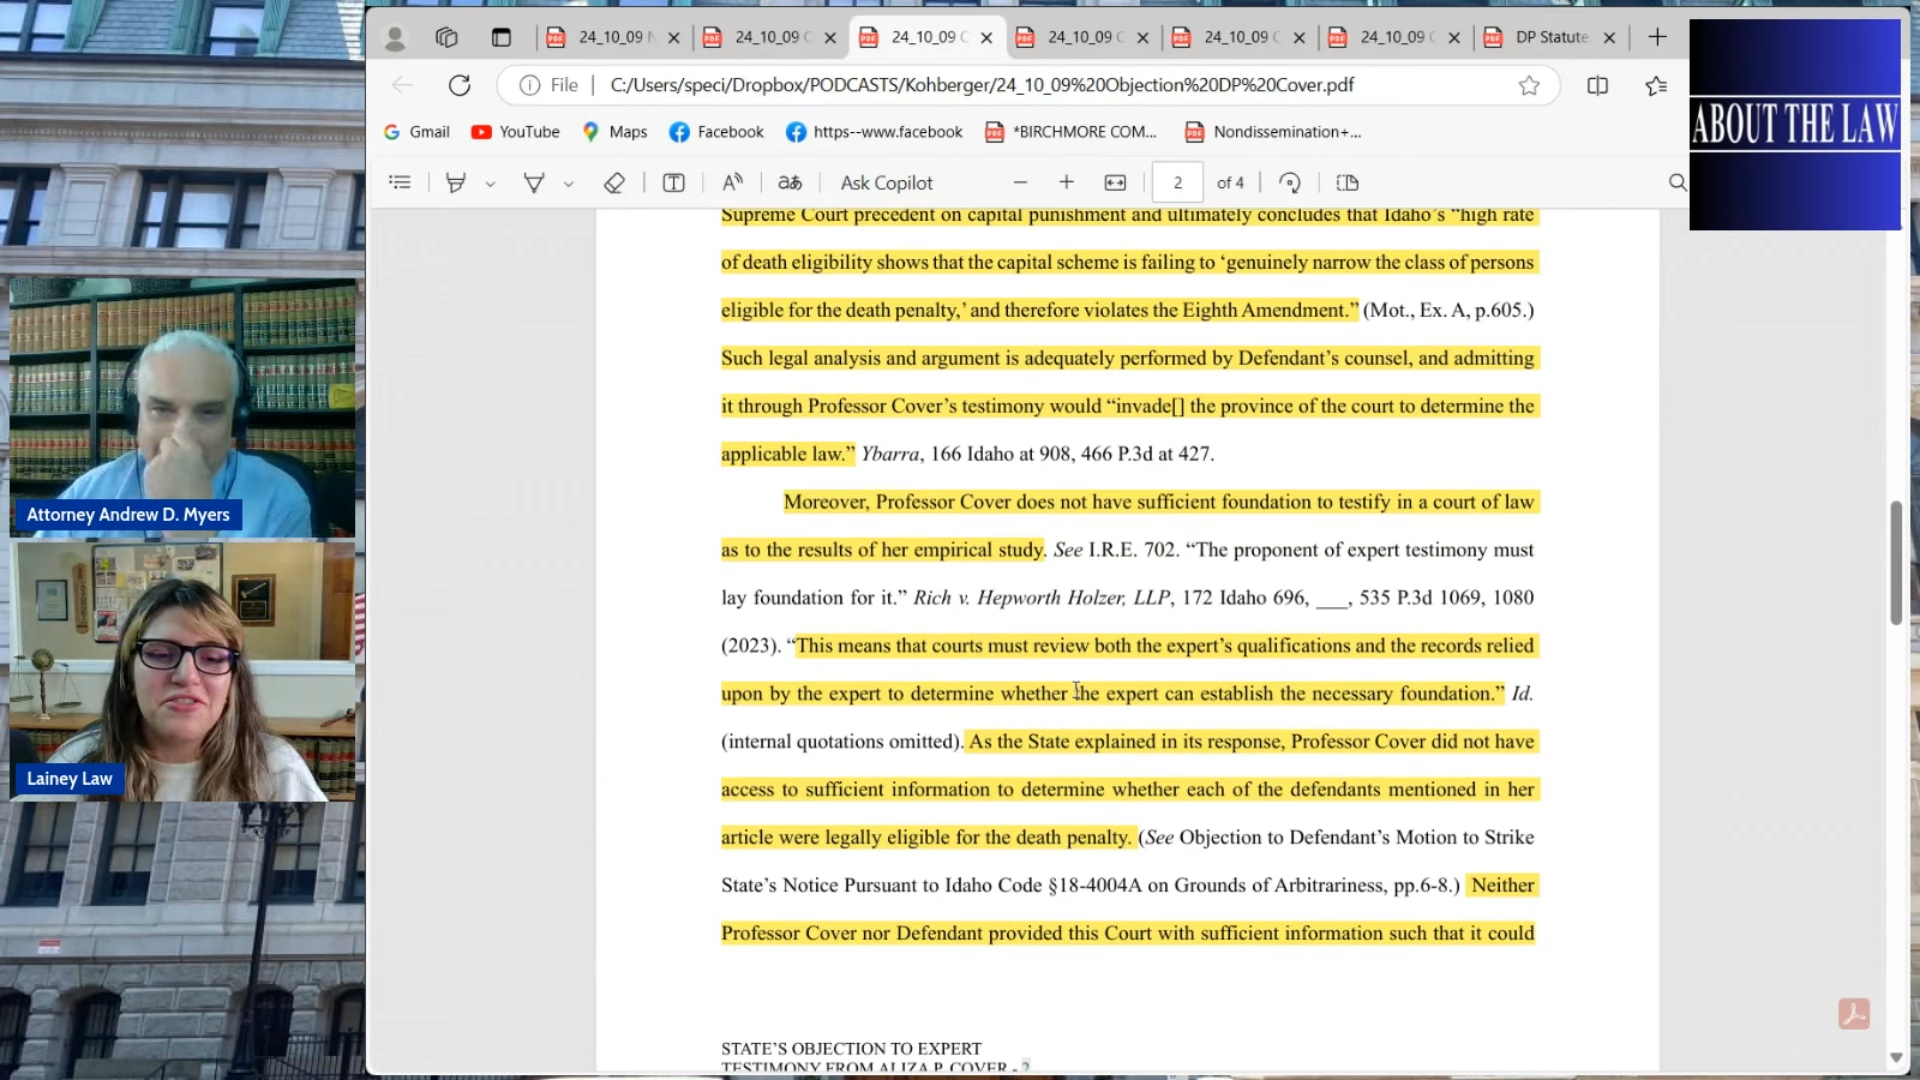 24_10_09 N
24_10_09 C
24_10_09 C
24_10_09 C
24_10_09 C
24_10_09 C
DP Statute
File
C:/Users/speci/Dropbox/PODCASTS/Kohberger/24_10_09%20Objection%20DP%20Cover.pdf
Gmail
YouTube
Maps
Facebook
https--www.facebook
*BIRCHMORE COM...
Nondissemination+...
Ask Copilot
2 of 4
ABOUT THE LAW
Supreme Court precedent on capital punishment and ultimately concludes that Idaho’s “high rate
of death eligibility shows that the capital scheme is failing to ‘genuinely narrow the class of persons
eligible for the death penalty,’ and therefore violates the Eighth Amendment.” (Mot., Ex. A, p.605.)
Such legal analysis and argument is adequately performed by Defendant’s counsel, and admitting
it through Professor Cover’s testimony would “invade[] the province of the court to determine the
applicable law.” Ybarra, 166 Idaho at 908, 466 P.3d at 427.
Moreover, Professor Cover does not have sufficient foundation to testify in a court of law
as to the results of her empirical study. See I.R.E. 702. “The proponent of expert testimony must
lay foundation for it.” Rich v. Hepworth Holzer, LLP, 172 Idaho 696, ___, 535 P.3d 1069, 1080
(2023). “This means that courts must review both the expert’s qualifications and the records relied
upon by the expert to determine whether the expert can establish the necessary foundation.” Id.
(internal quotations omitted). As the State explained in its response, Professor Cover did not have
access to sufficient information to determine whether each of the defendants mentioned in her
article were legally eligible for the death penalty. (See Objection to Defendant’s Motion to Strike
State’s Notice Pursuant to Idaho Code §18-4004A on Grounds of Arbitrariness, pp.6-8.) Neither
Professor Cover nor Defendant provided this Court with sufficient information such that it could
STATE’S OBJECTION TO EXPERT
TESTIMONY FROM ALIZA P. COVER - 2
Attorney Andrew D. Myers
Lainey Law